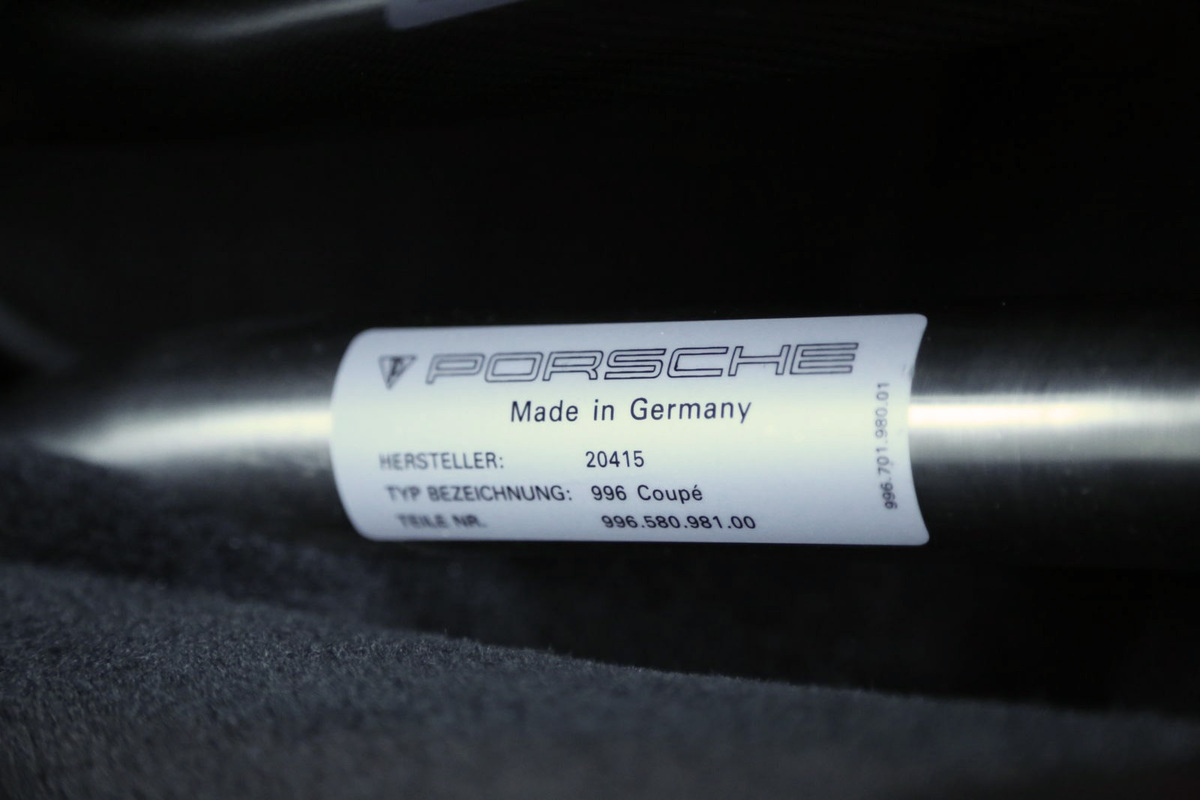 PORSCHE
Made in Germany
HERSTELLER: 20415
TYP BEZEICHNUNG: 996 Coupé
TEILE NR. 996.580.981.00
996.701.980.01